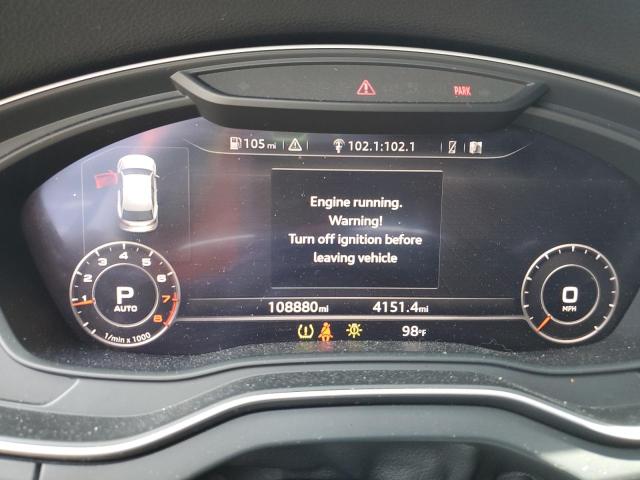 PARK
105 mi 102.1:102.1
Engine running.
Warning!
Turn off ignition before
leaving vehicle
1 2 3 4 5 6 7 8
P
AUTO
1/min x 1000
0
MPH
108880mi 4151.4mi
98°F